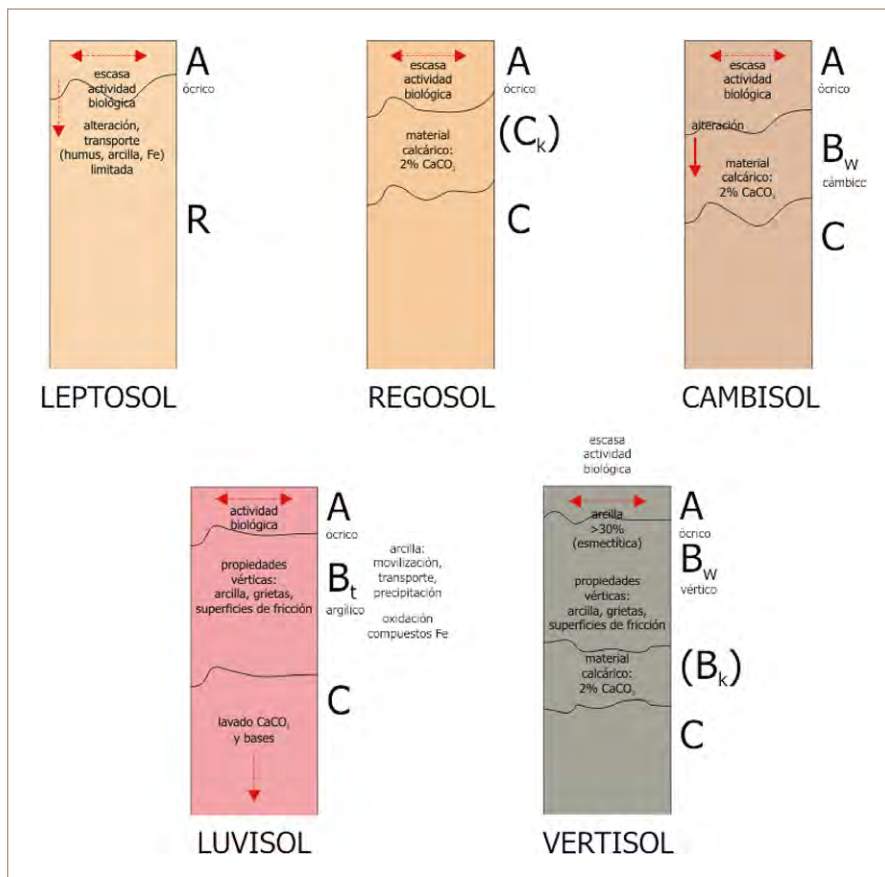 A
ócrico
escasa
actividad
biológica
alteración,
transporte
(humus, arcilla, Fe)
limitada
R
LEPTOSOL
A
ócrico
escasa
actividad
biológica
(Ck)
material
calcárico:
2% CaCO3
C
REGOSOL
A
ócrico
escasa
actividad
biológica
alteración
BW
cámbicc
material
calcárico:
2% CaCO3
C
CAMBISOL
A
ócrico
actividad
biológica
Bt
argílico
propiedades
vérticas:
arcilla, grietas,
superficies de fricción
arcilla:
movilización,
transporte,
precipitación
oxidación
compuestos Fe
C
lavado CaCO3
y bases
LUVISOL
escasa
actividad
biológica
A
ócrico
arcilla
>30%
(esmectítica)
BW
vértico
propiedades
vérticas:
arcilla, grietas,
superficies de fricción
(Bk)
material
calcárico:
2% CaCO3
C
VERTISOL